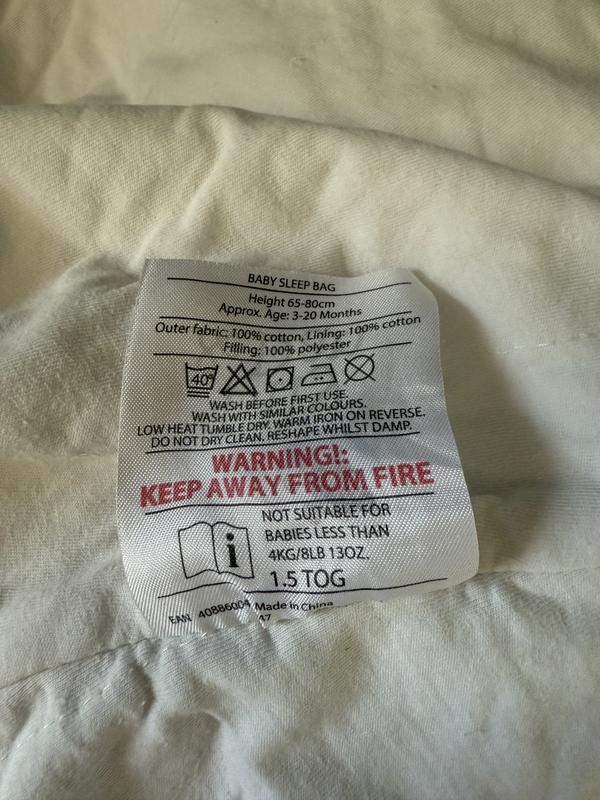 BABY SLEEP BAG
Height 65-80cm
Approx. Age: 3-20 Months
Outer fabric: 100% cotton, Lining: 100% cotton
Filling: 100% polyester
40°
WASH BEFORE FIRST USE.
WASH WITH SIMILAR COLOURS.
LOW HEAT TUMBLE DRY. WARM IRON ON REVERSE.
DO NOT DRY CLEAN. RESHAPE WHILST DAMP.
WARNING!:
KEEP AWAY FROM FIRE
NOT SUITABLE FOR
BABIES LESS THAN
4KG/8LB 13OZ.
1.5 TOG
EAN 40886004 Made in China
47